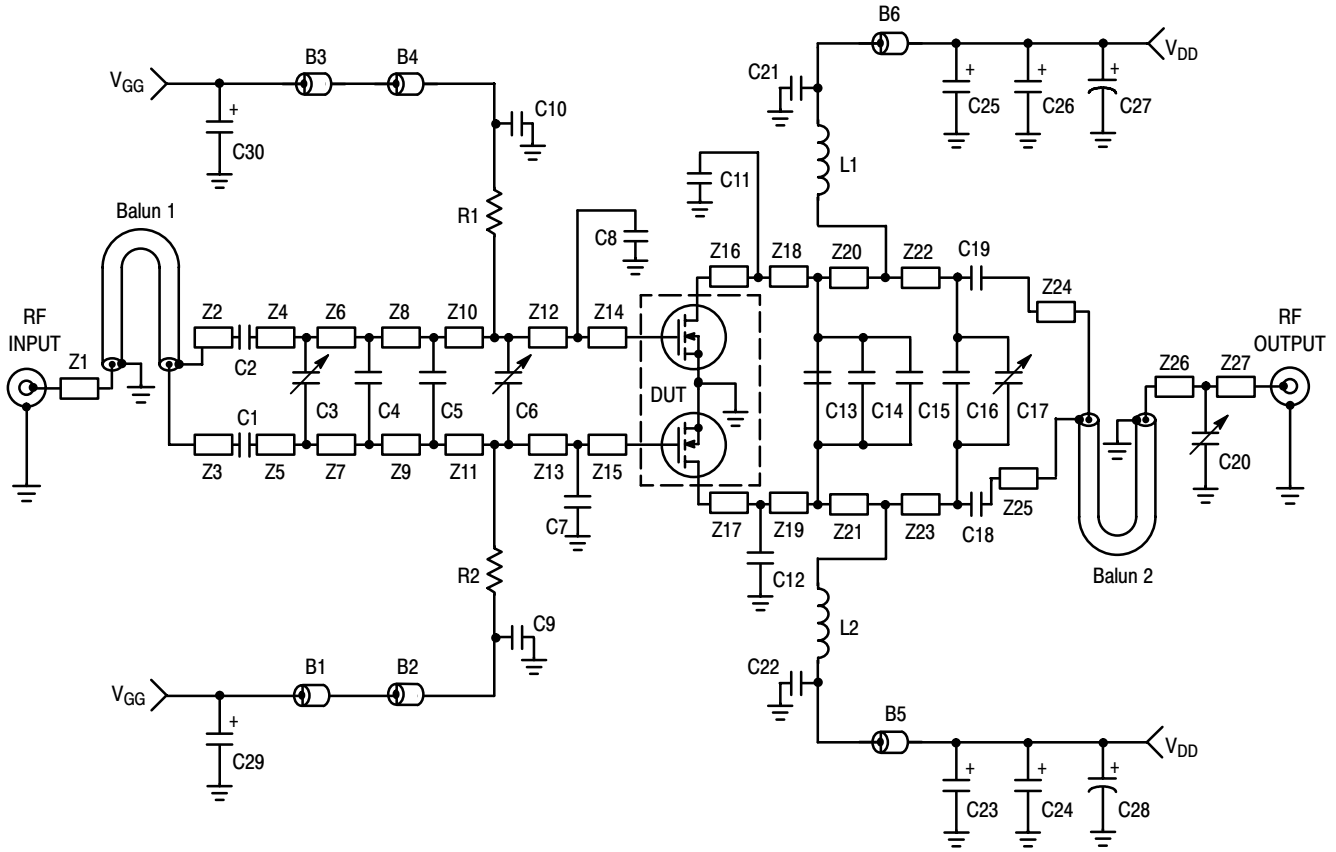 B6
V_DD
B3 B4
V_GG
C21
+ + +
C25 C26 C27
+
C10
C30
C11
L1
Balun 1
R1
C8
Z16 Z18 Z20 Z22 C19
Z24
RF
INPUT
Z2 Z4 Z6 Z8 Z10 Z12 Z14
RF
OUTPUT
Z1
C2
Z26 Z27
DUT
C3 C4 C5 C6
C13 C14 C15 C16 C17
C1
C20
Z3 Z5 Z7 Z9 Z11 Z13 Z15
Z25
C7
Z17 Z19 Z21 Z23 C18
R2
C12
Balun 2
C9
L2
B1 B2
C22
V_GG
B5
+
V_DD
C29
+ + +
C23 C24 C28